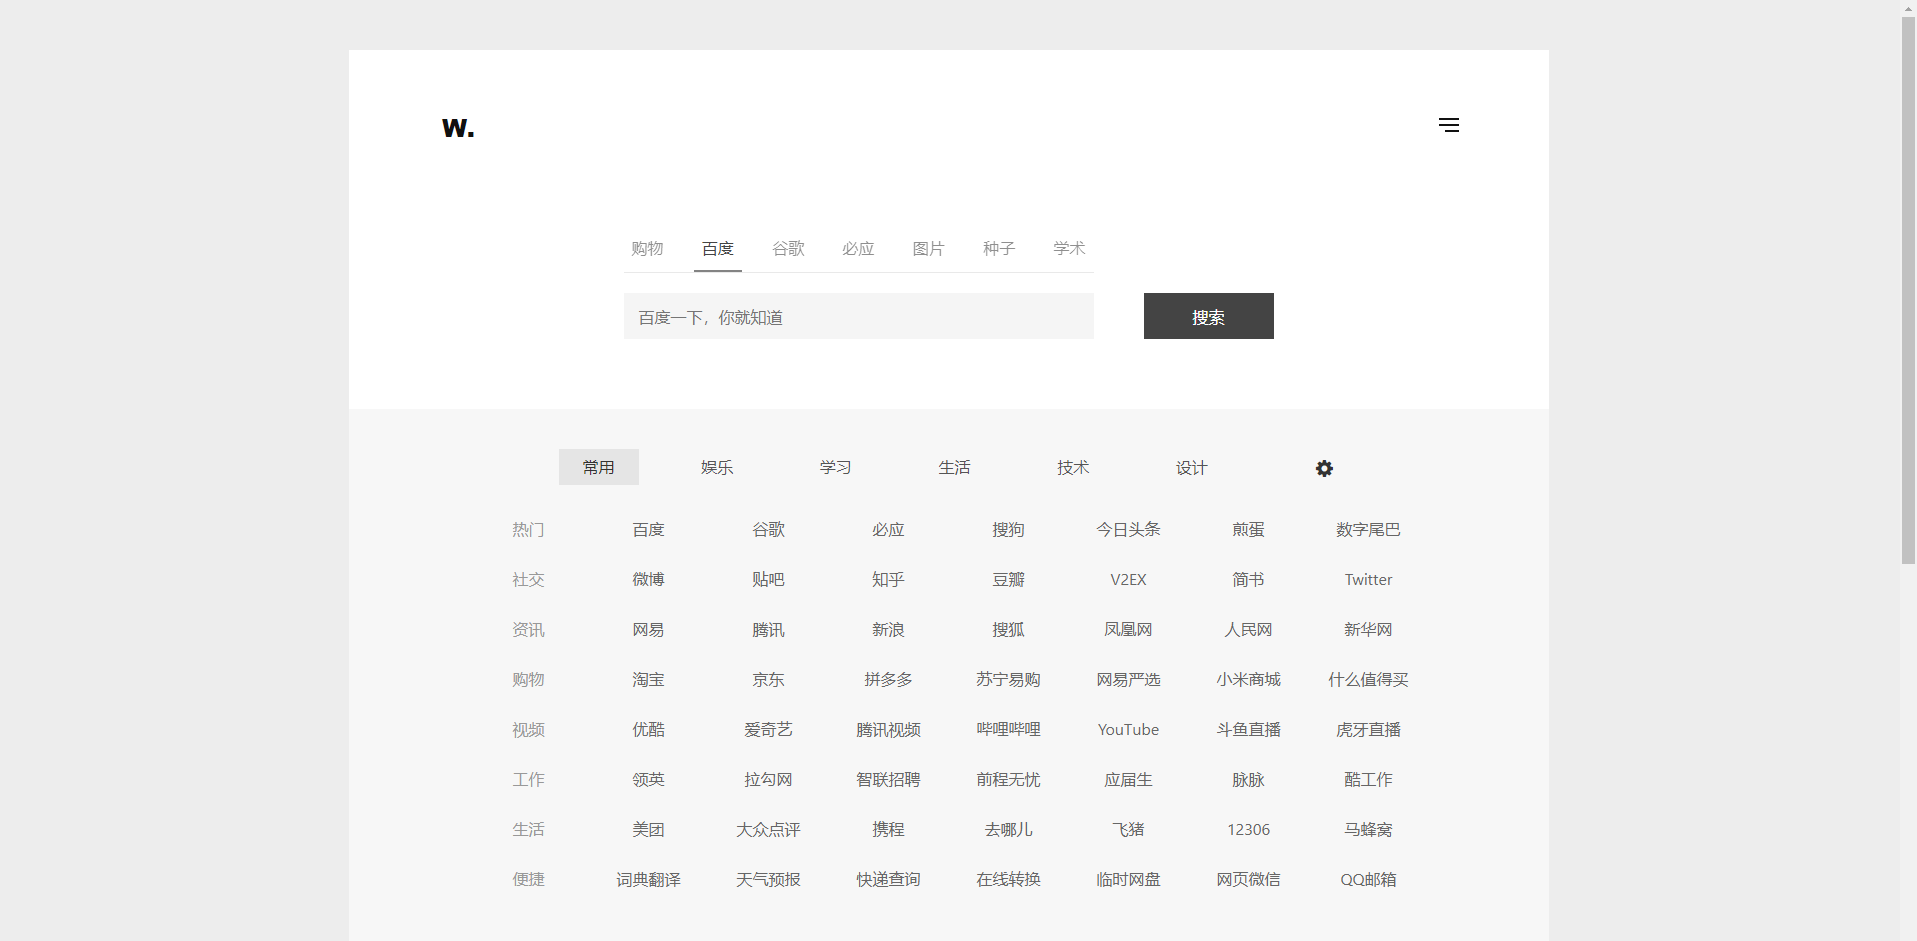 w.
购物 百度 谷歌 必应 图片 种子 学术
百度一下，你就知道 搜索
常用 娱乐 学习 生活 技术 设计
热门 百度 谷歌 必应 搜狗 今日头条 煎蛋 数字尾巴
社交 微博 贴吧 知乎 豆瓣 V2EX 简书 Twitter
资讯 网易 腾讯 新浪 搜狐 凤凰网 人民网 新华网
购物 淘宝 京东 拼多多 苏宁易购 网易严选 小米商城 什么值得买
视频 优酷 爱奇艺 腾讯视频 哔哩哔哩 YouTube 斗鱼直播 虎牙直播
工作 领英 拉勾网 智联招聘 前程无忧 应届生 脉脉 酷工作
生活 美团 大众点评 携程 去哪儿 飞猪 12306 马蜂窝
便捷 词典翻译 天气预报 快递查询 在线转换 临时网盘 网页微信 QQ邮箱